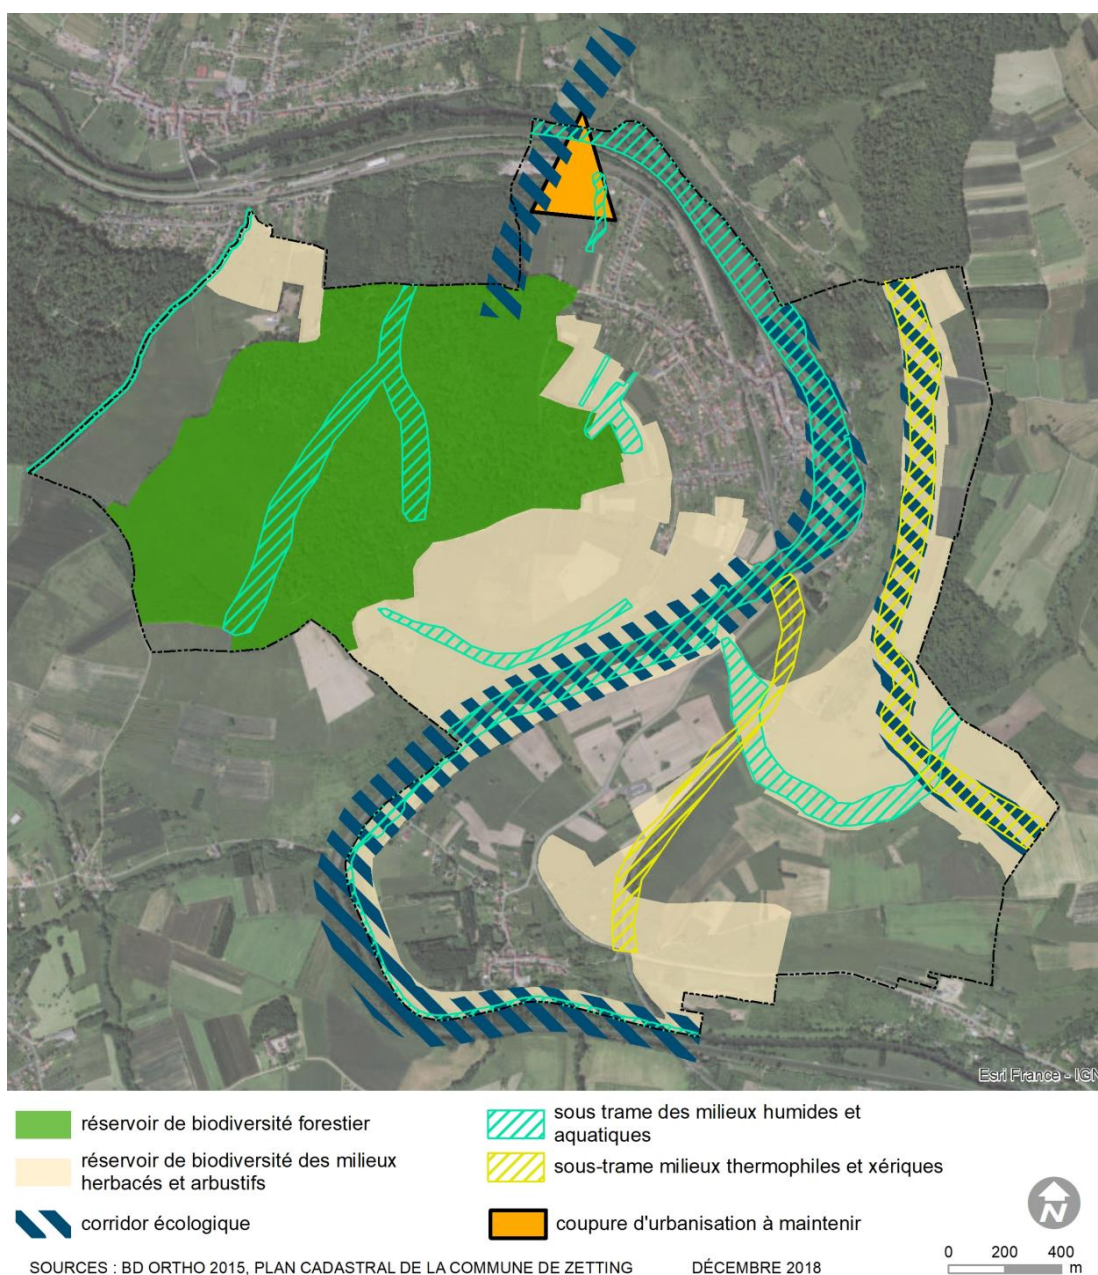 Esri France - IGN
réservoir de biodiversité forestier
réservoir de biodiversité des milieux
herbacés et arbustifs
corridor écologique
sous trame des milieux humides et
aquatiques
sous-trame milieux thermophiles et xériques
coupure d'urbanisation à maintenir
N
0 200 400
m
SOURCES : BD ORTHO 2015, PLAN CADASTRAL DE LA COMMUNE DE ZETTING DÉCEMBRE 2018